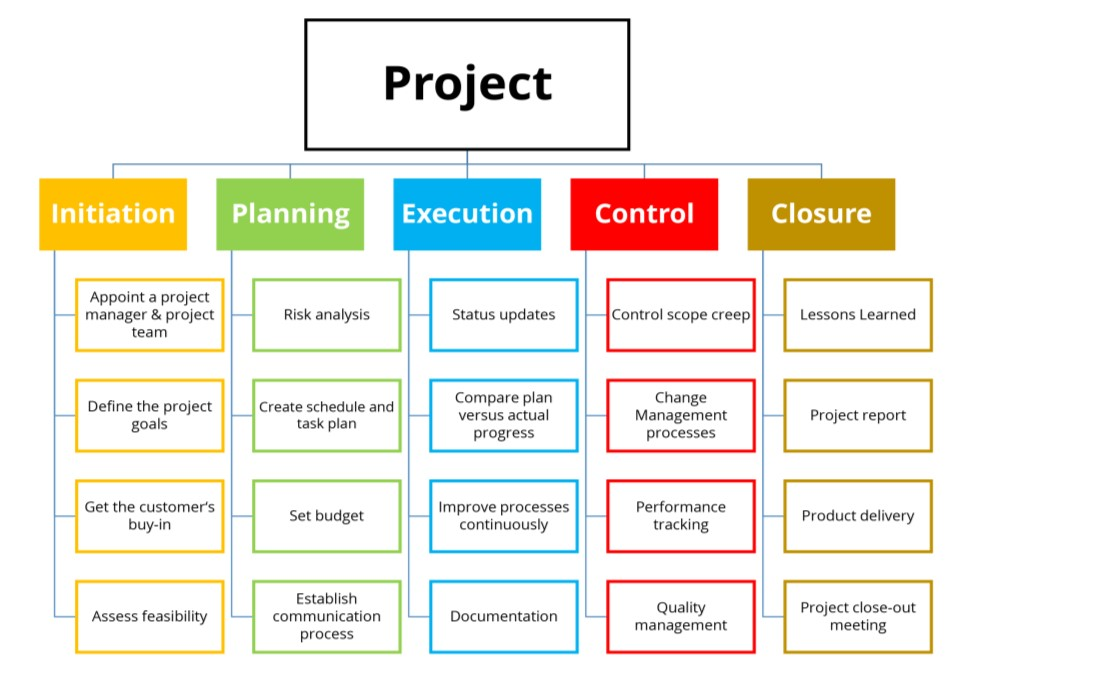 Project
Initiation
Planning
Execution
Control
Closure
Appoint a project
manager & project
team
Define the project
goals
Get the customer's
buy-in
Assess feasibility
Risk analysis
Create schedule and
task plan
Set budget
Establish
communication
process
Status updates
Compare plan
versus actual
progress
Improve processes
continuously
Documentation
Control scope creep
Change
Management
processes
Performance
tracking
Quality
management
Lessons Learned
Project report
Product delivery
Project close-out
meeting